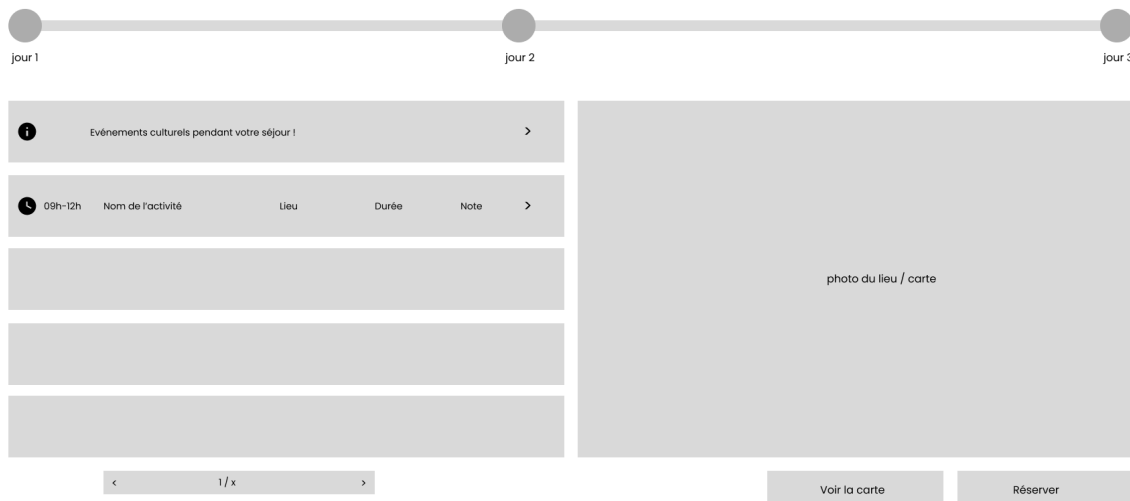 jour 1
jour 2
jour 3
Evénements culturels pendant votre séjour !
>
09h-12h Nom de l'activité Lieu Durée Note >
photo du lieu / carte
< 1 / x >
Voir la carte
Réserver